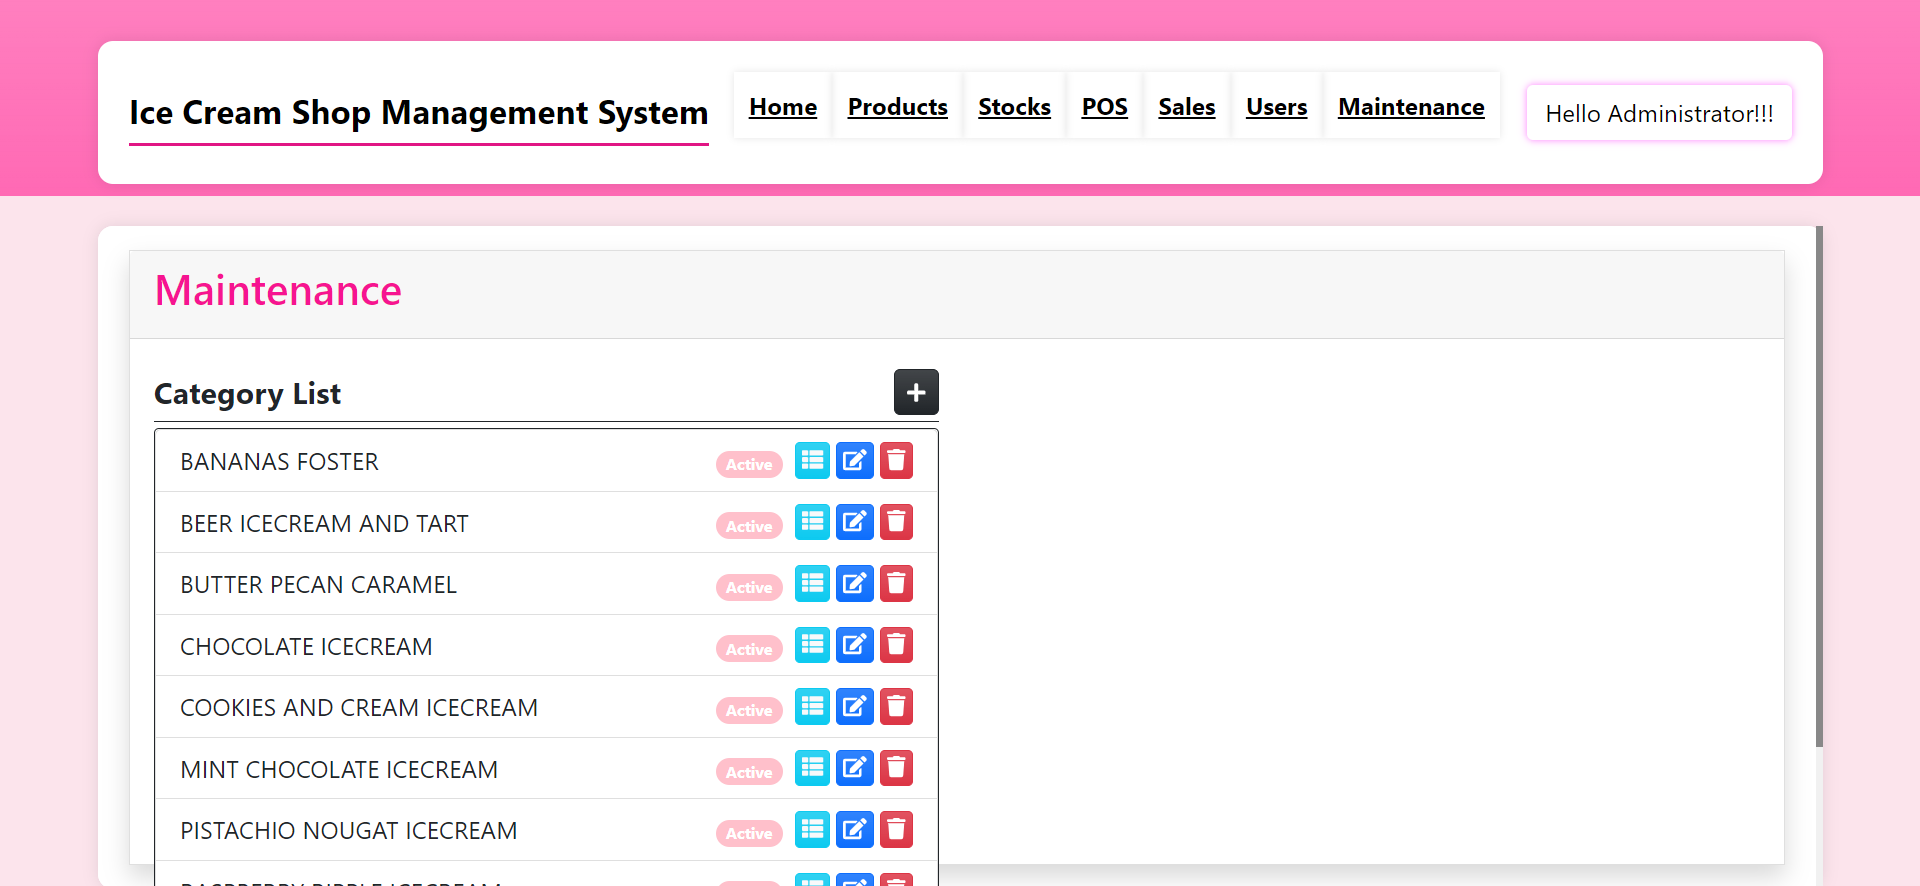 Ice Cream Shop Management System
Home Products Stocks POS Sales Users Maintenance
Hello Administrator!!!
Maintenance
Category List
BANANAS FOSTER Active
BEER ICECREAM AND TART Active
BUTTER PECAN CARAMEL Active
CHOCOLATE ICECREAM Active
COOKIES AND CREAM ICECREAM Active
MINT CHOCOLATE ICECREAM Active
PISTACHIO NOUGAT ICECREAM Active